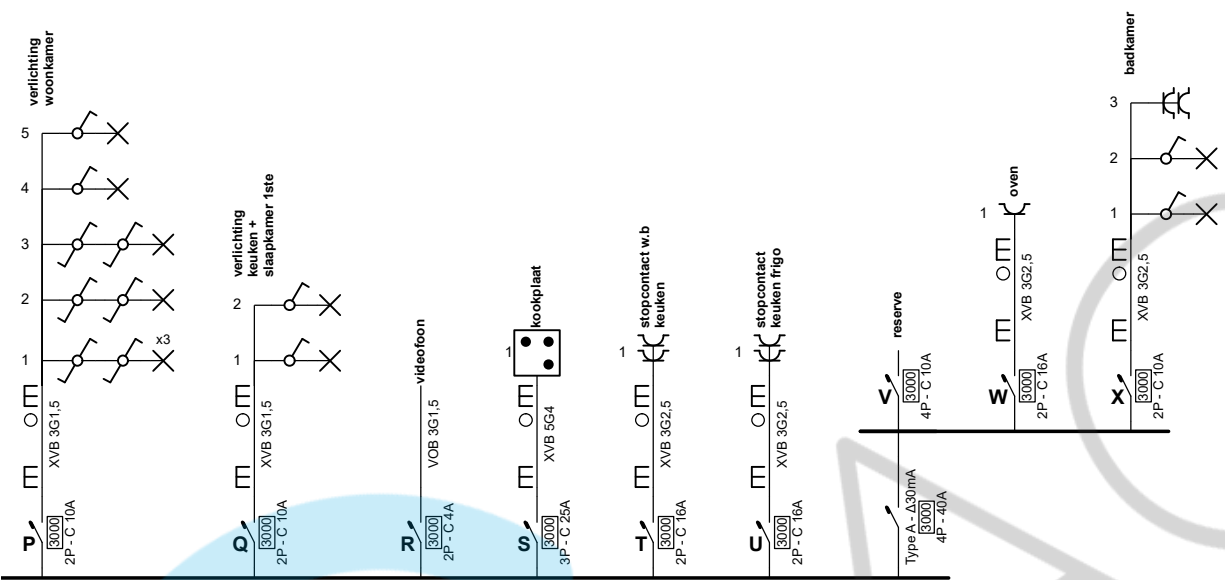 verlichting
woonkamer
5
4
3
2
x3
1
XVB 3G1,5
P
3000
2P - C 10A
verlichting
keuken +
slaapkamer 1ste
2
1
XVB 3G1,5
Q
3000
2P - C 10A
videofoon
VOB 3G1,5
R
3000
2P - C 4A
kookplaat
1
XVB 5G4
S
3000
3P - C 25A
stopcontact w.b
keuken
1
XVB 3G2,5
T
3000
2P - C 16A
stopcontact
keuken frigo
1
XVB 3G2,5
U
3000
2P - C 16A
reserve
V
3000
4P - C 10A
Type A - Δ30mA
3000
4P - 40A
oven
1
XVB 3G2,5
W
3000
2P - C 16A
badkamer
3
2
1
XVB 3G2,5
X
3000
2P - C 10A